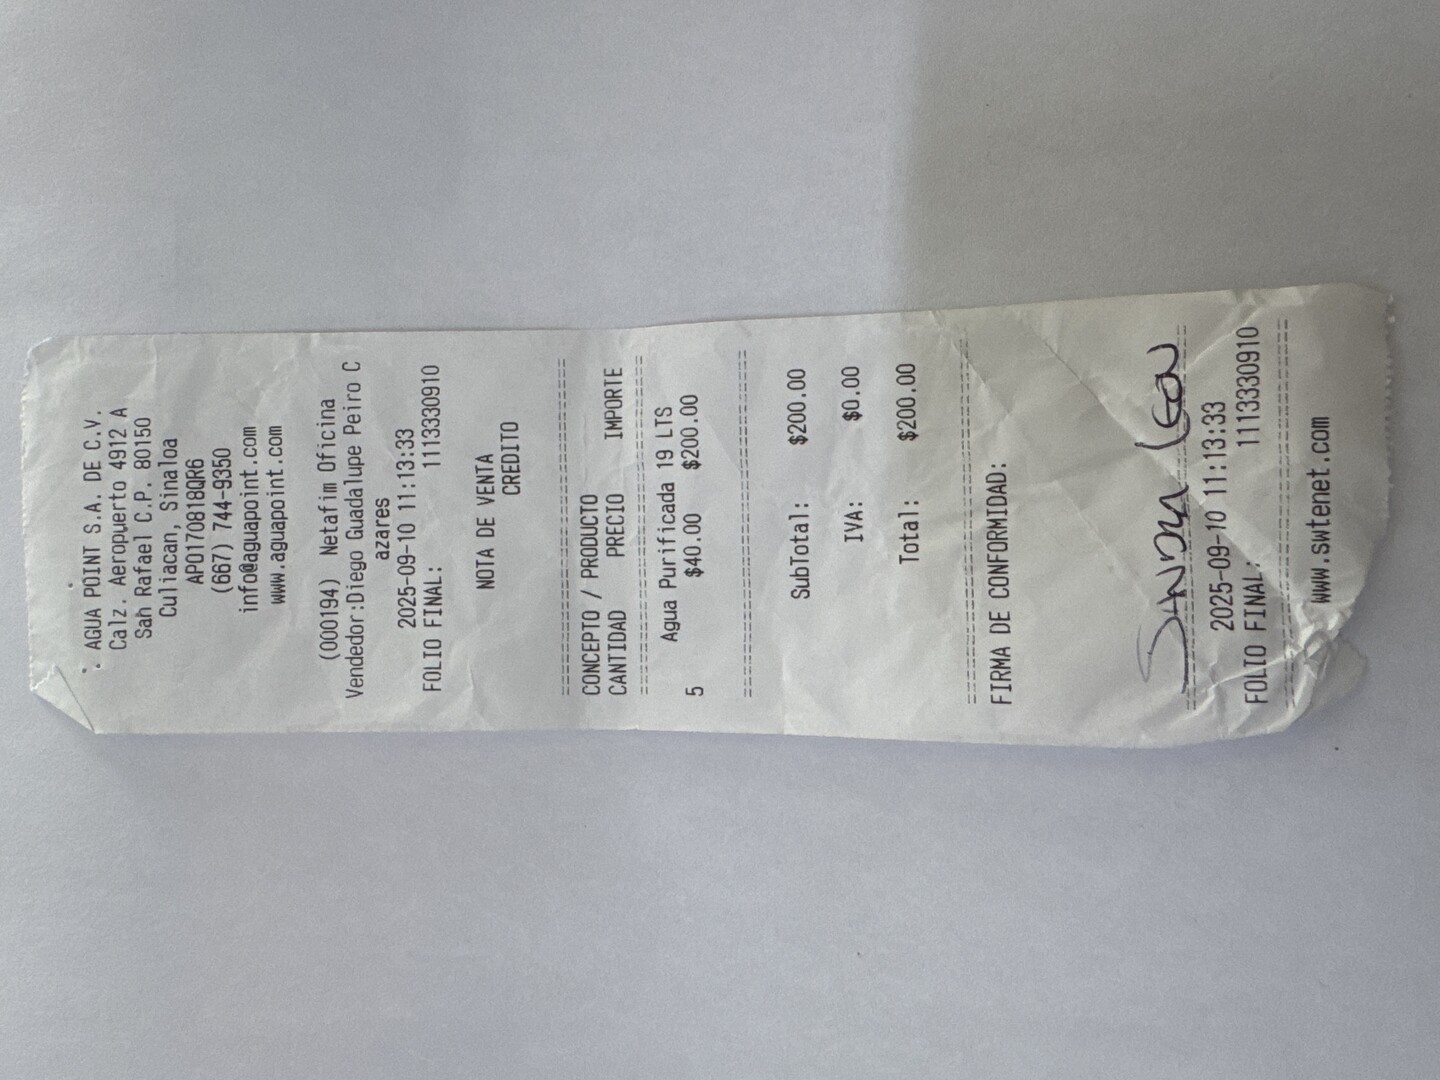 AGUA POINT S.A. DE C.V.
Calz. Aeropuerto 4912 A
San Rafael C.P. 80150
Culiacan, Sinaloa
APO170818QR6
(667) 744-9350
info@aguapoint.com
www.aguapoint.com
(000194) Netafim Oficina
Vendedor:Diego Guadalupe Peiro C
azares
2025-09-10 11:13:33
FOLIO FINAL: 1113330910
NOTA DE VENTA
CREDITO
CONCEPTO / PRODUCTO
CANTIDAD PRECIO IMPORTE
Agua Purificada 19 LTS
5 $40.00 $200.00
SubTotal: $200.00
IVA: $0.00
Total: $200.00
FIRMA DE CONFORMIDAD:
Sandra Leon
2025-09-10 11:13:33
FOLIO FINAL: 1113330910
www.swtenet.com